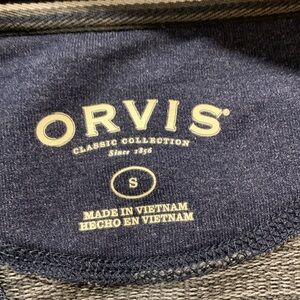 ORVIS®
CLASSIC COLLECTION
Since 1856
S
MADE IN VIETNAM
HECHO EN VIETNAM